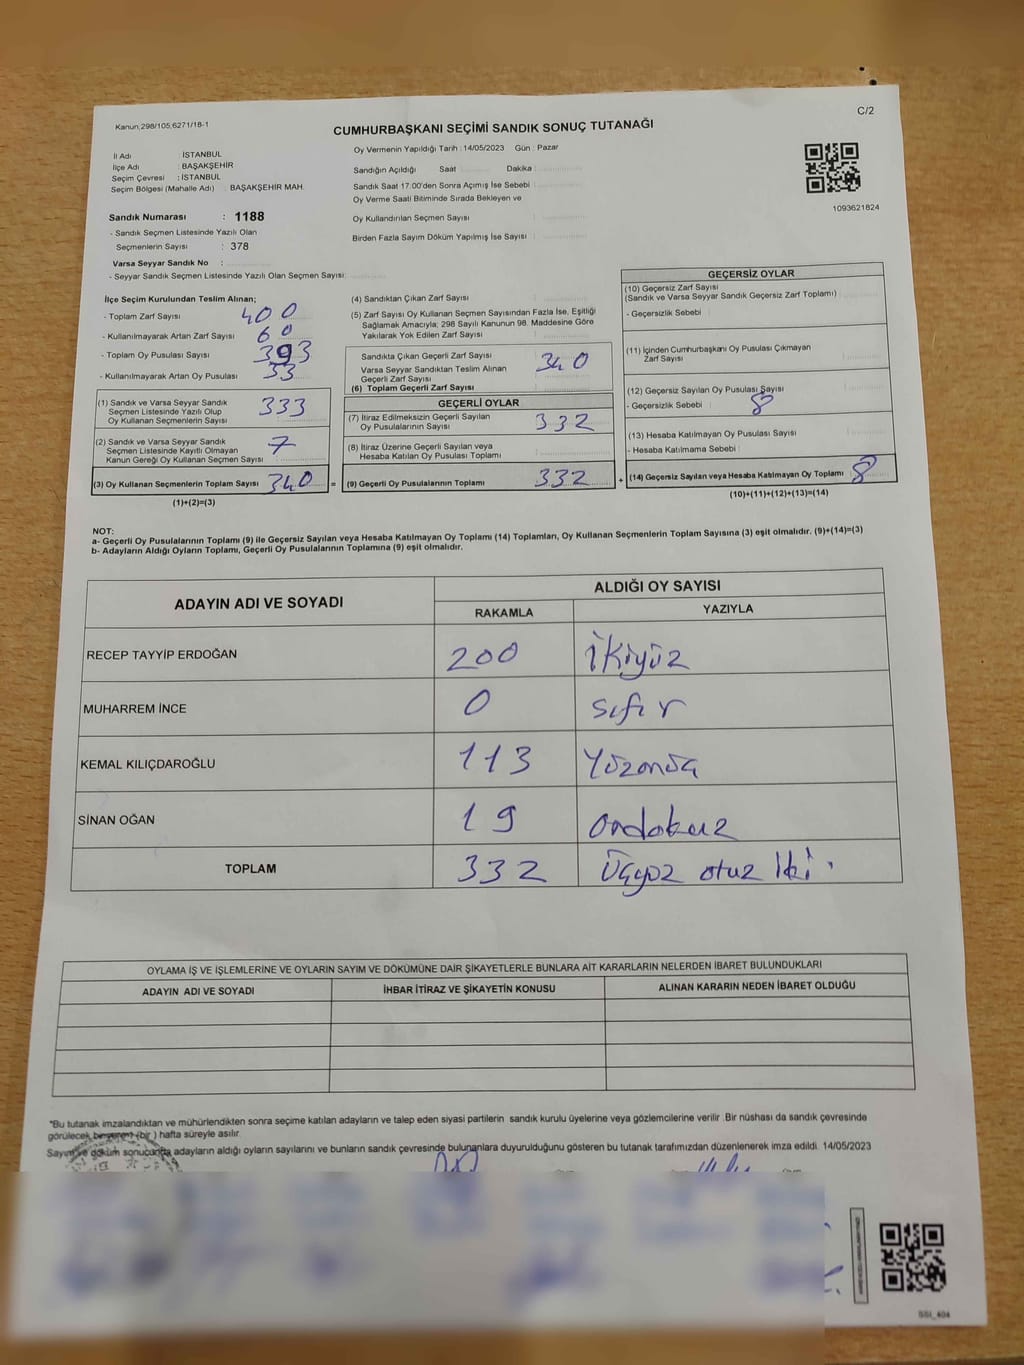 Kanun,298/105,6271/18-1
C/2
CUMHURBAŞKANI SEÇİMİ SANDIK SONUÇ TUTANAĞI
İl Adı : İSTANBUL
İlçe Adı : BAŞAKŞEHİR
Seçim Çevresi : İSTANBUL
Seçim Bölgesi (Mahalle Adı) : BAŞAKŞEHİR MAH.
Sandık Numarası : 1188
- Sandık Seçmen Listesinde Yazılı Olan
Seçmenlerin Sayısı : 378
Varsa Seyyar Sandık No :
- Seyyar Sandık Seçmen Listesinde Yazılı Olan Seçmen Sayısı:
Oy Vermenin Yapıldığı Tarih : 14/05/2023 Gün : Pazar
Sandığın Açıldığı Saat Dakika
Sandık Saat 17:00'den Sonra Açımış İse Sebebi :
Oy Verme Saati Bitiminde Sırada Bekleyen ve
Oy Kullandırılan Seçmen Sayısı :
Birden Fazla Sayım Döküm Yapılmış İse Sayısı :
1093621824
İlçe Seçim Kurulundan Teslim Alınan;
- Toplam Zarf Sayısı 400
- Kullanılmayarak Artan Zarf Sayısı 60
- Toplam Oy Pusulası Sayısı 393
- Kullanılmayarak Artan Oy Pusulası 33
(1) Sandık ve Varsa Seyyar Sandık
Seçmen Listesinde Yazılı Olup
Oy Kullanan Seçmenlerin Sayısı 333
(2) Sandık ve Varsa Seyyar Sandık
Seçmen Listesinde Kayıtlı Olmayan
Kanun Gereği Oy Kullanan Seçmen Sayısı 7
(3) Oy Kullanan Seçmenlerin Toplam Sayısı 340 =
(1)+(2)=(3)
(4) Sandıktan Çıkan Zarf Sayısı
(5) Zarf Sayısı Oy Kullanan Seçmen Sayısından Fazla İse, Eşitliği
Sağlamak Amacıyla; 298 Sayılı Kanunun 98. Maddesine Göre
Yakılarak Yok Edilen Zarf Sayısı
Sandıkta Çıkan Geçerli Zarf Sayısı 340
Varsa Seyyar Sandıktan Teslim Alınan
Geçerli Zarf Sayısı
(6) Toplam Geçerli Zarf Sayısı
GEÇERLİ OYLAR
(7) İtiraz Edilmeksizin Geçerli Sayılan
Oy Pusulalarının Sayısı 332
(8) İtiraz Üzerine Geçerli Sayılan veya
Hesaba Katılan Oy Pusulası Toplamı
(9) Geçerli Oy Pusulalarının Toplamı 332 +
GEÇERSİZ OYLAR
(10) Geçersiz Zarf Sayısı
(Sandık ve Varsa Seyyar Sandık Geçersiz Zarf Toplamı)
- Geçersizlik Sebebi :
(11) İçinden Cumhurbaşkanı Oy Pusulası Çıkmayan
Zarf Sayısı
(12) Geçersiz Sayılan Oy Pusulası Sayısı
- Geçersizlik Sebebi : 8
(13) Hesaba Katılmayan Oy Pusulası Sayısı
- Hesaba Katılmama Sebebi :
(14) Geçersiz Sayılan veya Hesaba Katılmayan Oy Toplamı 8
(10)+(11)+(12)+(13)=(14)
NOT:
a- Geçerli Oy Pusulalarının Toplamı (9) ile Geçersiz Sayılan veya Hesaba Katılmayan Oy Toplamı (14) Toplamları, Oy Kullanan Seçmenlerin Toplam Sayısına (3) eşit olmalıdır. (9)+(14)=(3)
b- Adayların Aldığı Oyların Toplamı, Geçerli Oy Pusulalarının Toplamına (9) eşit olmalıdır.
ADAYIN ADI VE SOYADI ALDIĞI OY SAYISI
RAKAMLA YAZIYLA
RECEP TAYYİP ERDOĞAN 200 İkiyüz
MUHARREM İNCE 0 Sıfır
KEMAL KILIÇDAROĞLU 113 Yüzonüç
SİNAN OĞAN 19 Ondokuz
TOPLAM 332 Üçyüz otuz iki
OYLAMA İŞ VE İŞLEMLERİNE VE OYLARIN SAYIM VE DÖKÜMÜNE DAİR ŞİKAYETLERLE BUNLARA AİT KARARLARIN NELERDEN İBARET BULUNDUKLARI
ADAYIN ADI VE SOYADI İHBAR İTİRAZ VE ŞİKAYETİN KONUSU ALINAN KARARIN NEDEN İBARET OLDUĞU
"Bu tutanak imzalandıktan ve mühürlendikten sonra seçime katılan adayların ve talep eden siyasi partilerin sandık kurulu üyelerine veya gözlemcilerine verilir .Bir nüshası da sandık çevresinde
görülecek bir yere (bir ) hafta süreyle asılır.
Sayım ve döküm sonucunda adayların aldığı oyların sayılarını ve bunların sandık çevresinde bulunanlara duyurulduğunu gösteren bu tutanak tarafımızdan düzenlenerek imza edildi. 14/05/2023
SSI_404